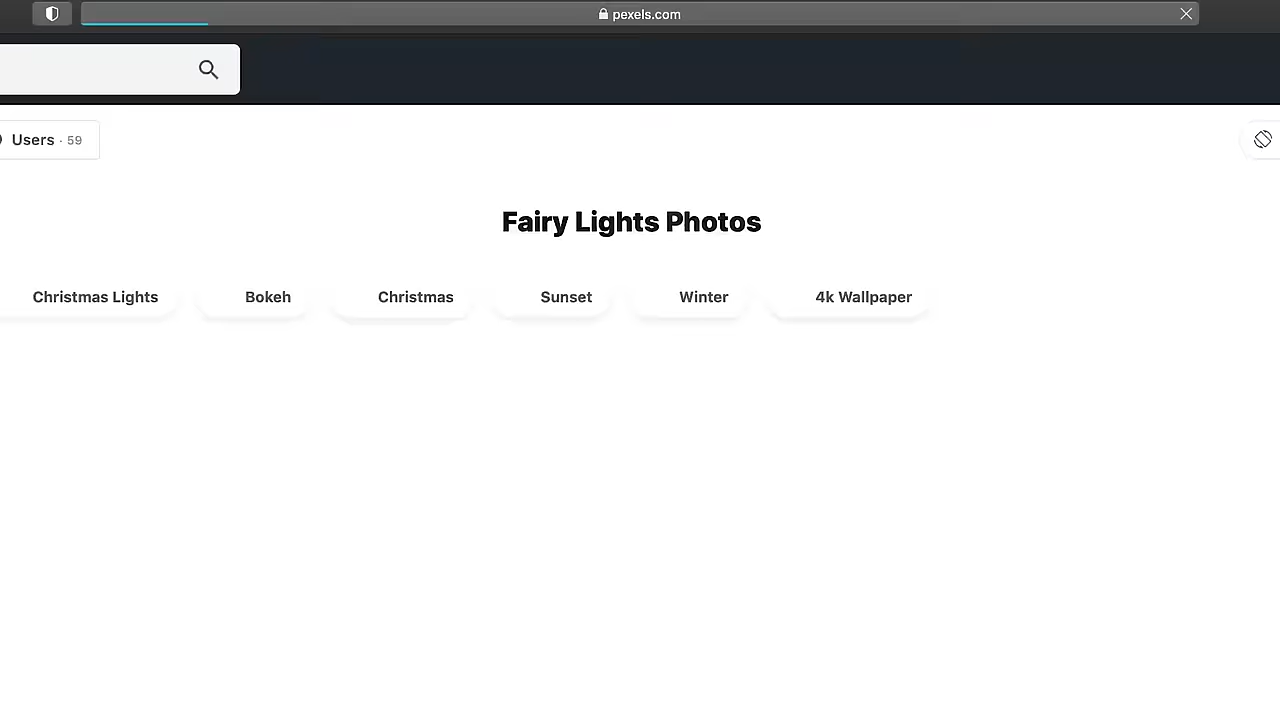 pexels.com
Users · 59
Fairy Lights Photos
Christmas Lights
Bokeh
Christmas
Sunset
Winter
4k Wallpaper